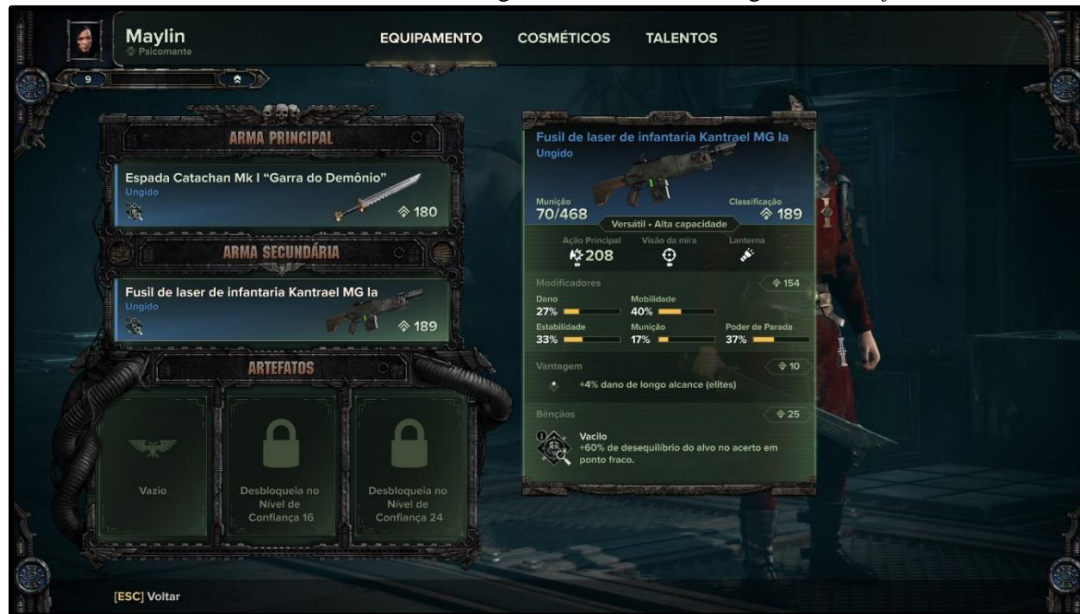 Maylin
Psicomante
EQUIPAMENTO
COSMÉTICOS
TALENTOS
9
ARMA PRINCIPAL
Espada Catachan Mk I “Garra do Demônio”
Ungido
180
ARMA SECUNDÁRIA
Fusil de laser de infantaria Kantrael MG Ia
Ungido
189
ARTEFATOS
Vazio
Desbloqueia no
Nível de
Confiança 16
Desbloqueia no
Nível de
Confiança 24
Fusil de laser de infantaria Kantrael MG Ia
Ungido
Munição
70/468
Classificação
189
Versátil • Alta capacidade
Ação Principal
208
Visão da mira
Lanterna
Modificadores
154
Dano
27%
Mobilidade
40%
Estabilidade
33%
Munição
17%
Poder de Parada
37%
Vantagem
10
+4% dano de longo alcance (elites)
Bênçãos
25
I
Vacilo
+60% de desequilíbrio do alvo no acerto em
ponto fraco.
[ESC] Voltar